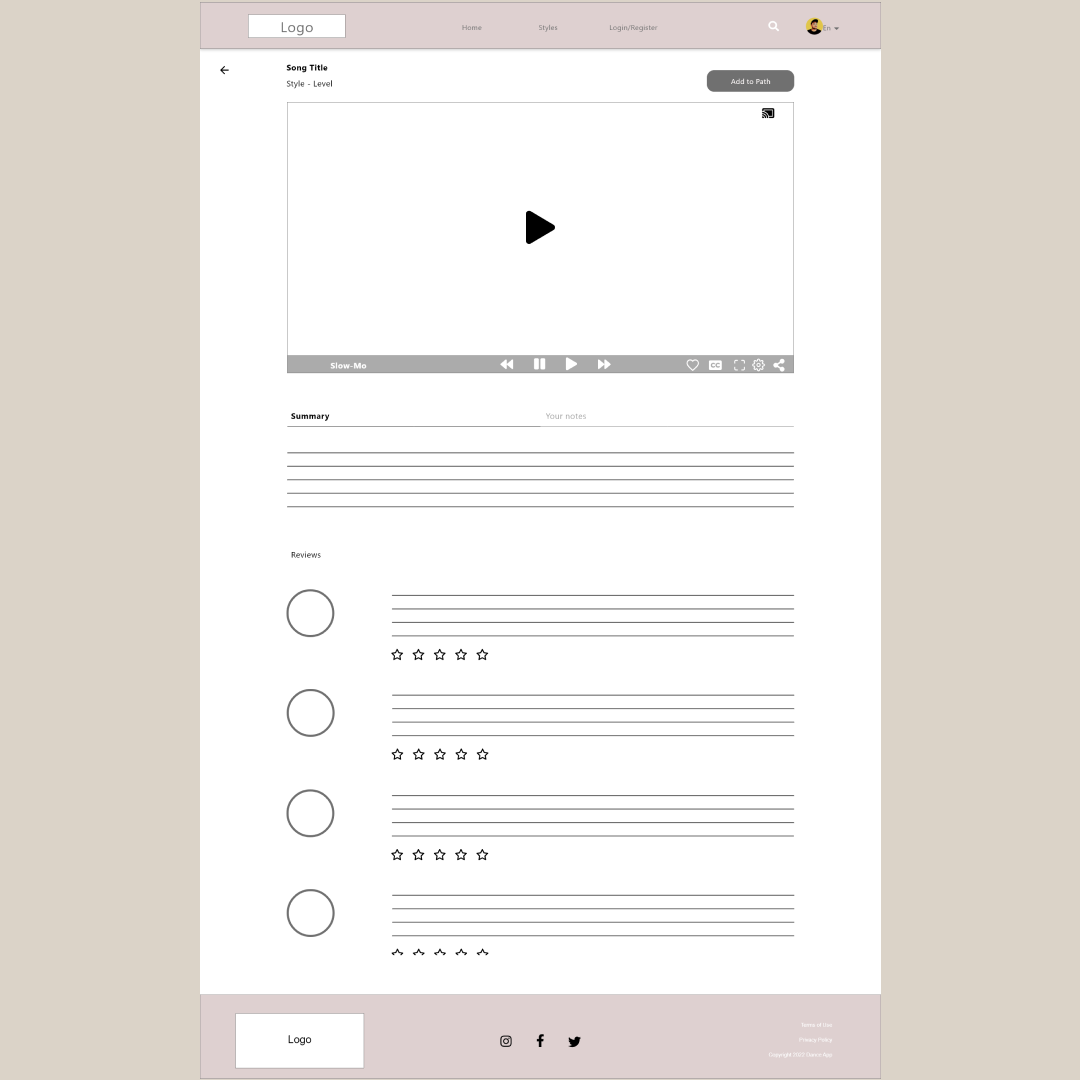 Logo
Home
Styles
Login/Register
En
Song Title
Style - Level
Add to Path
Slow-Mo
CC
Summary
Your notes
Reviews
Logo
Terms of Use
Privacy Policy
Copyright 2022 Dance App